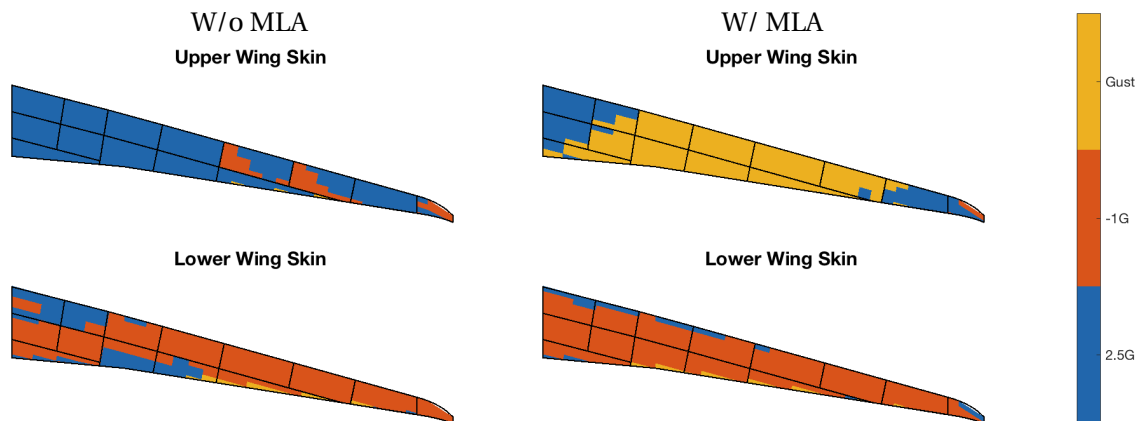 W/o MLA
W/ MLA
Upper Wing Skin
Upper Wing Skin
Gust
-1G
Lower Wing Skin
Lower Wing Skin
2.5G